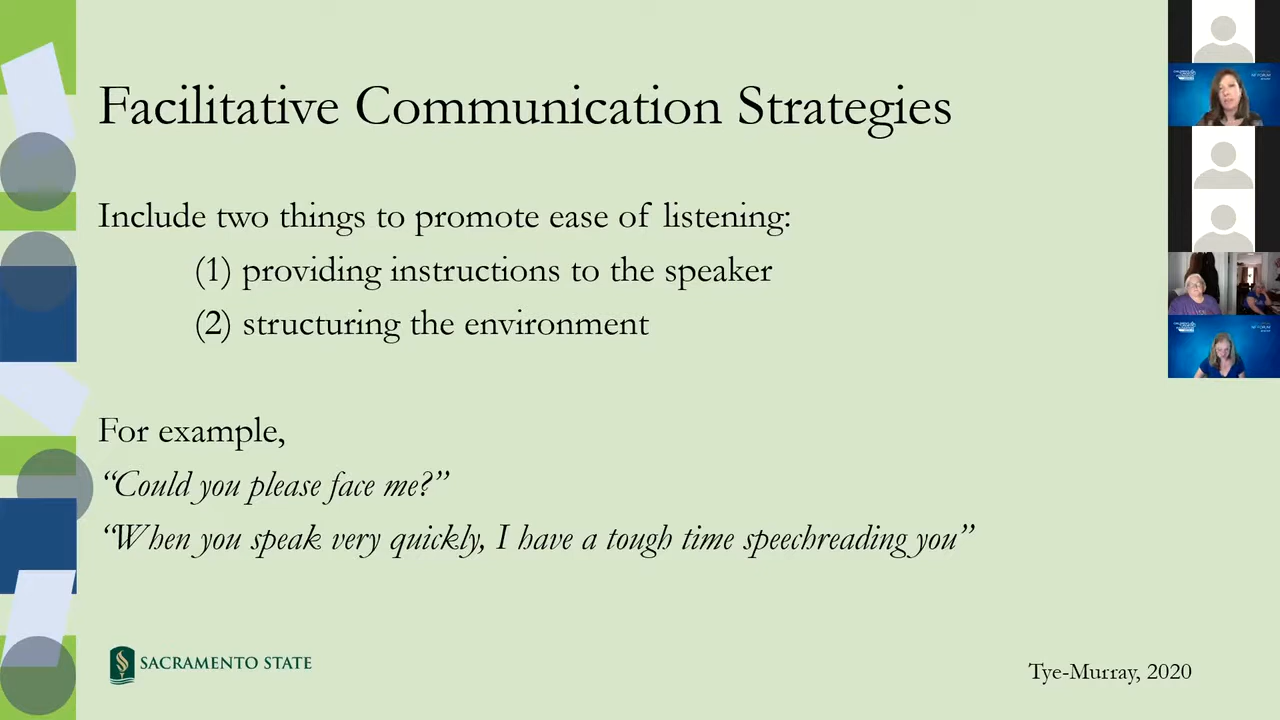 Facilitative Communication Strategies
Include two things to promote ease of listening:
(1) providing instructions to the speaker
(2) structuring the environment
For example,
“Could you please face me?”
“When you speak very quickly, I have a tough time speechreading you”
SACRAMENTO STATE
Tye-Murray, 2020